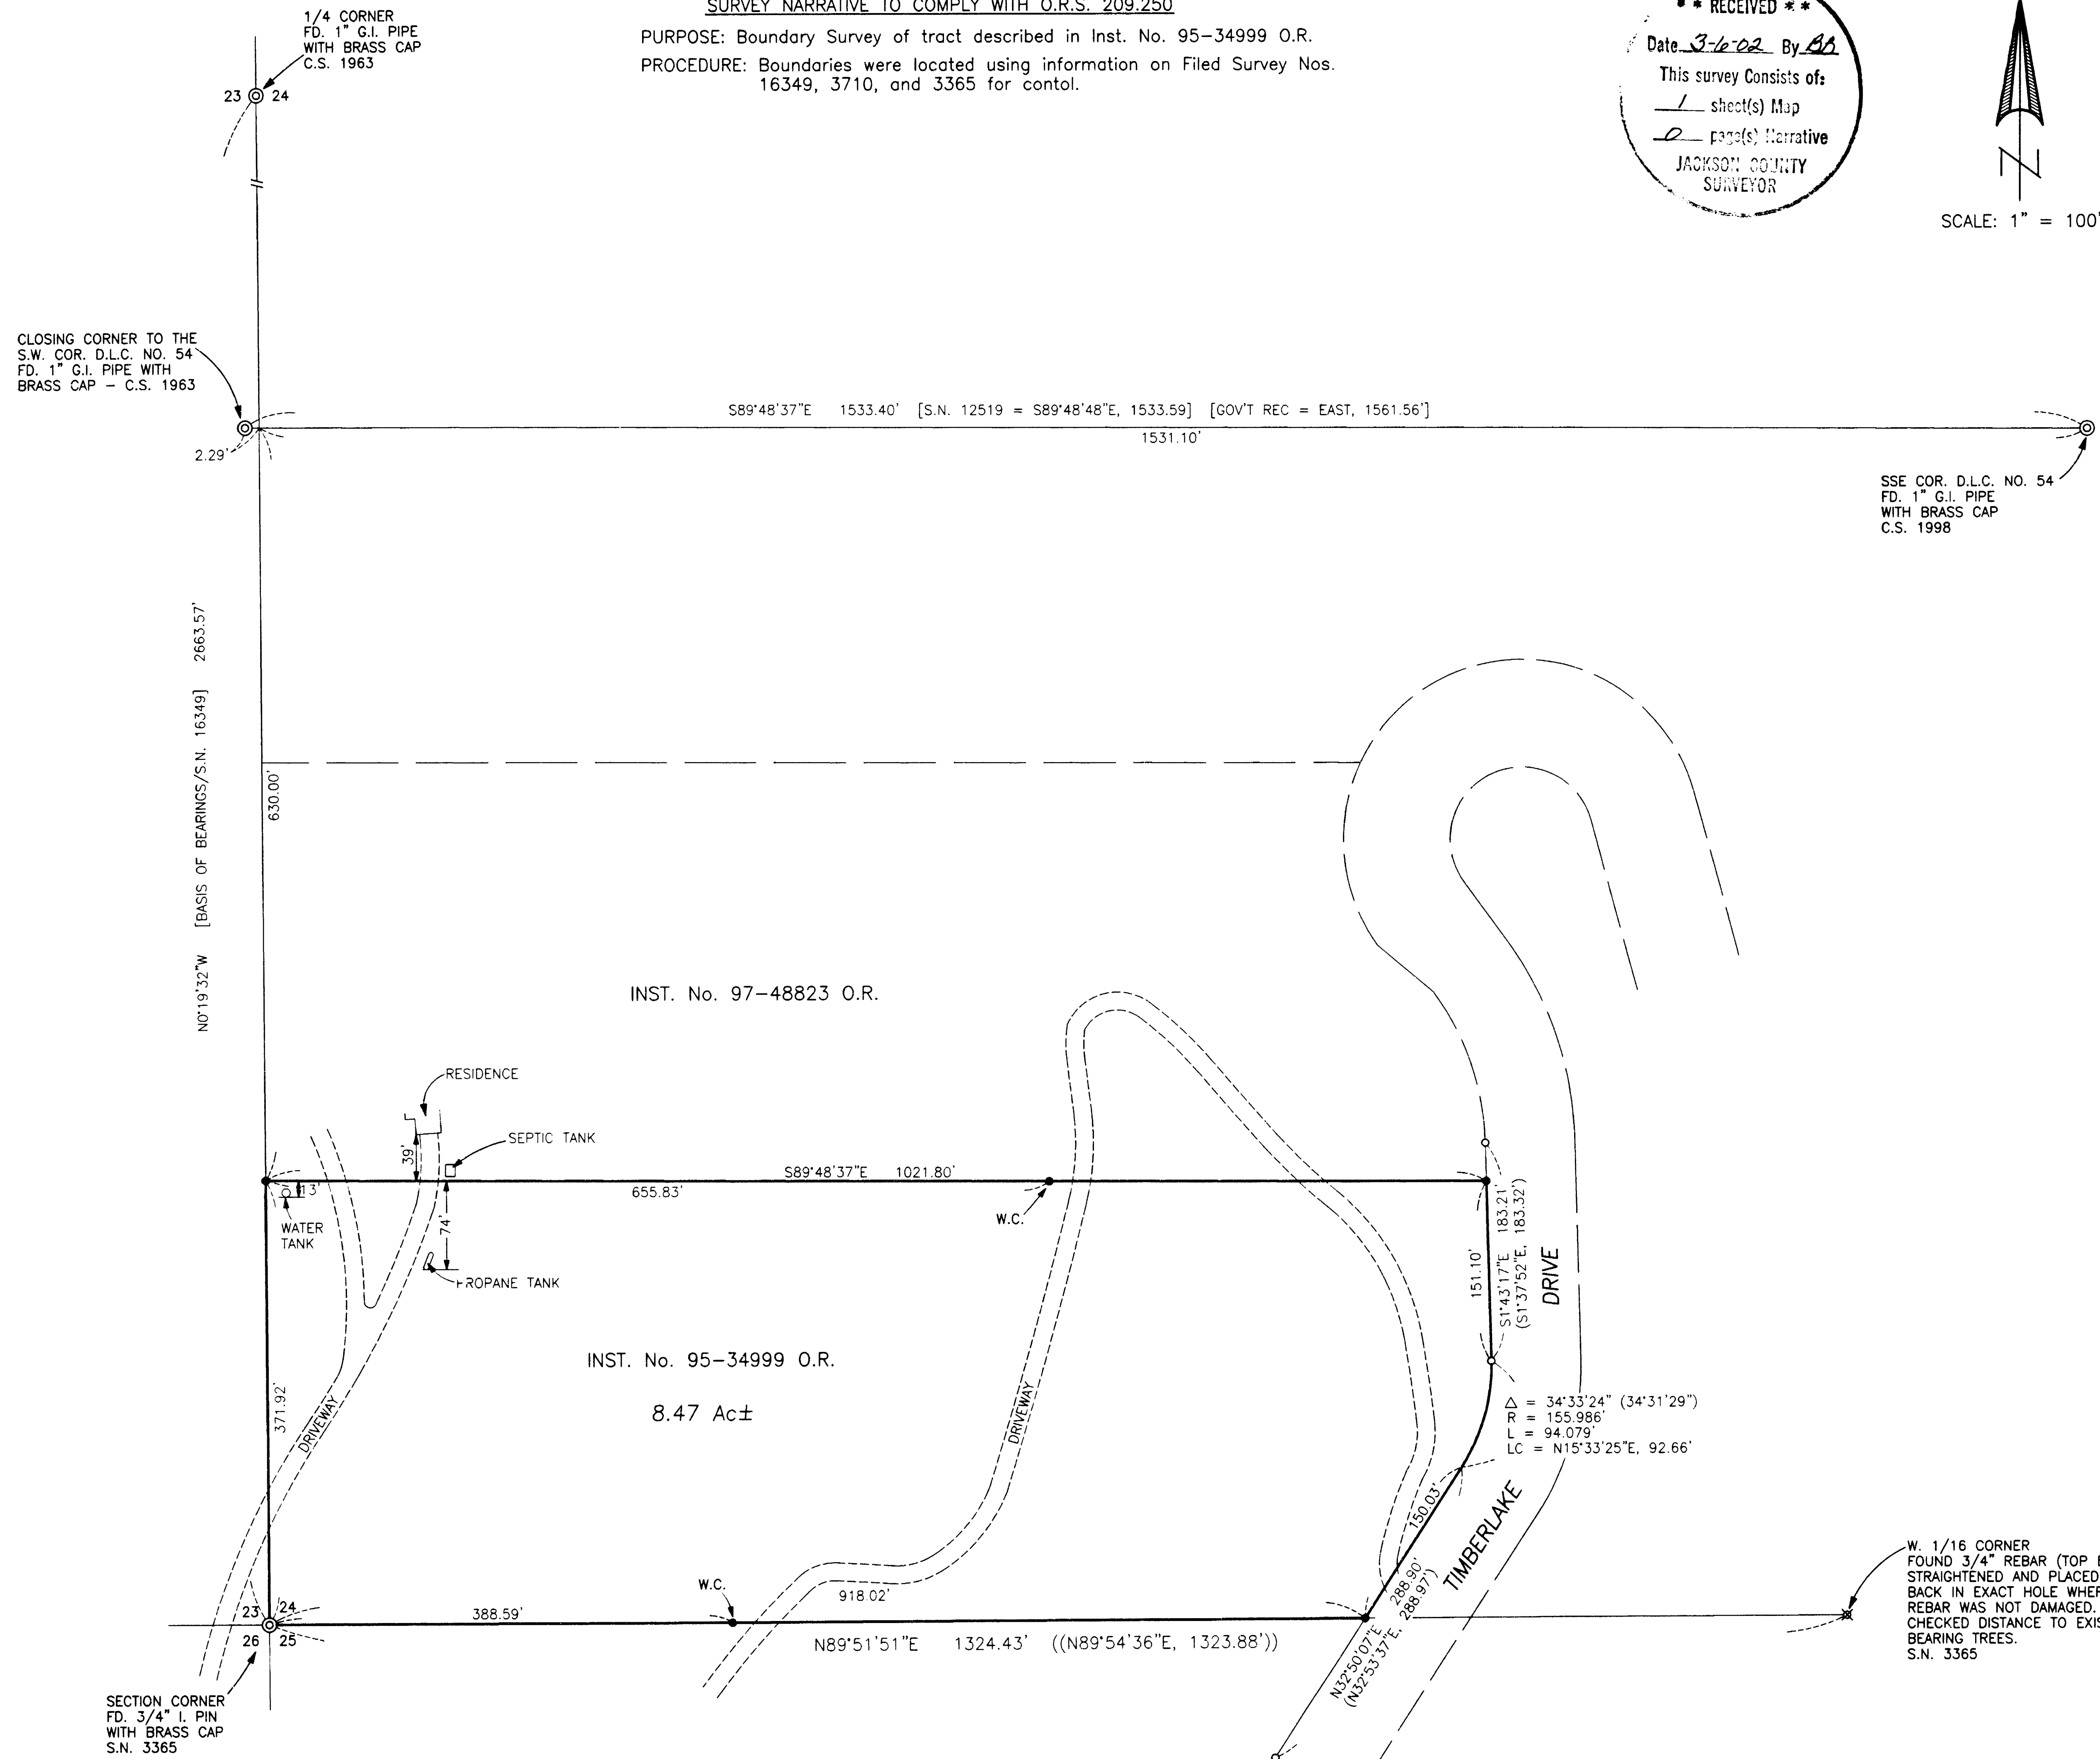 SURVEY NARRATIVE TO COMPLY WITH O.R.S. 209.250
PURPOSE: Boundary Survey of tract described in Inst. No. 95-34999 O.R.
PROCEDURE: Boundaries were located using information on Filed Survey Nos.
16349, 3710, and 3365 for contol.
* * RECEIVED * *
Date 3-6-02 By BB
This survey Consists of:
1 sheet(s) Map
0 page(s) Narrative
JACKSON COUNTY
SURVEYOR
N
SCALE: 1" = 100'
1/4 CORNER
FD. 1" G.I. PIPE
WITH BRASS CAP
C.S. 1963
23 24
CLOSING CORNER TO THE
S.W. COR. D.L.C. NO. 54
FD. 1" G.I. PIPE WITH
BRASS CAP - C.S. 1963
2.29'
S89°48'37"E 1533.40' [S.N. 12519 = S89°48'48"E, 1533.59] [GOV'T REC = EAST, 1561.56']
1531.10'
SSE COR. D.L.C. NO. 54
FD. 1" G.I. PIPE
WITH BRASS CAP
C.S. 1998
N0°19'32"W [BASIS OF BEARINGS/S.N. 16349] 2663.57'
630.00'
INST. No. 97-48823 O.R.
RESIDENCE
SEPTIC TANK
39'
S89°48'37"E 1021.80'
655.83'
W.C.
13'
WATER
TANK
74'
PROPANE TANK
151.10'
S1°43'17"E 183.21'
(S1°37'52"E, 183.32')
DRIVE
INST. No. 95-34999 O.R.
8.47 Ac±
371.92'
DRIVEWAY
DRIVEWAY
△ = 34°33'24" (34°31'29")
R = 155.986'
L = 94.079'
LC = N15°33'25"E, 92.66'
150.03'
TIMBERLAKE
N32°50'07"E 288.90'
(N32°53'37"E, 288.97')
W.C.
918.02'
388.59'
23 24
26 25
N89°51'51"E 1324.43' ((N89°54'36"E, 1323.88'))
W. 1/16 CORNER
FOUND 3/4" REBAR (TOP
STRAIGHTENED AND PLACED
BACK IN EXACT HOLE
REBAR WAS NOT DAMAGED.
CHECKED DISTANCE TO
BEARING TREES.
S.N. 3365
SECTION CORNER
FD. 3/4" I. PIN
WITH BRASS CAP
S.N. 3365